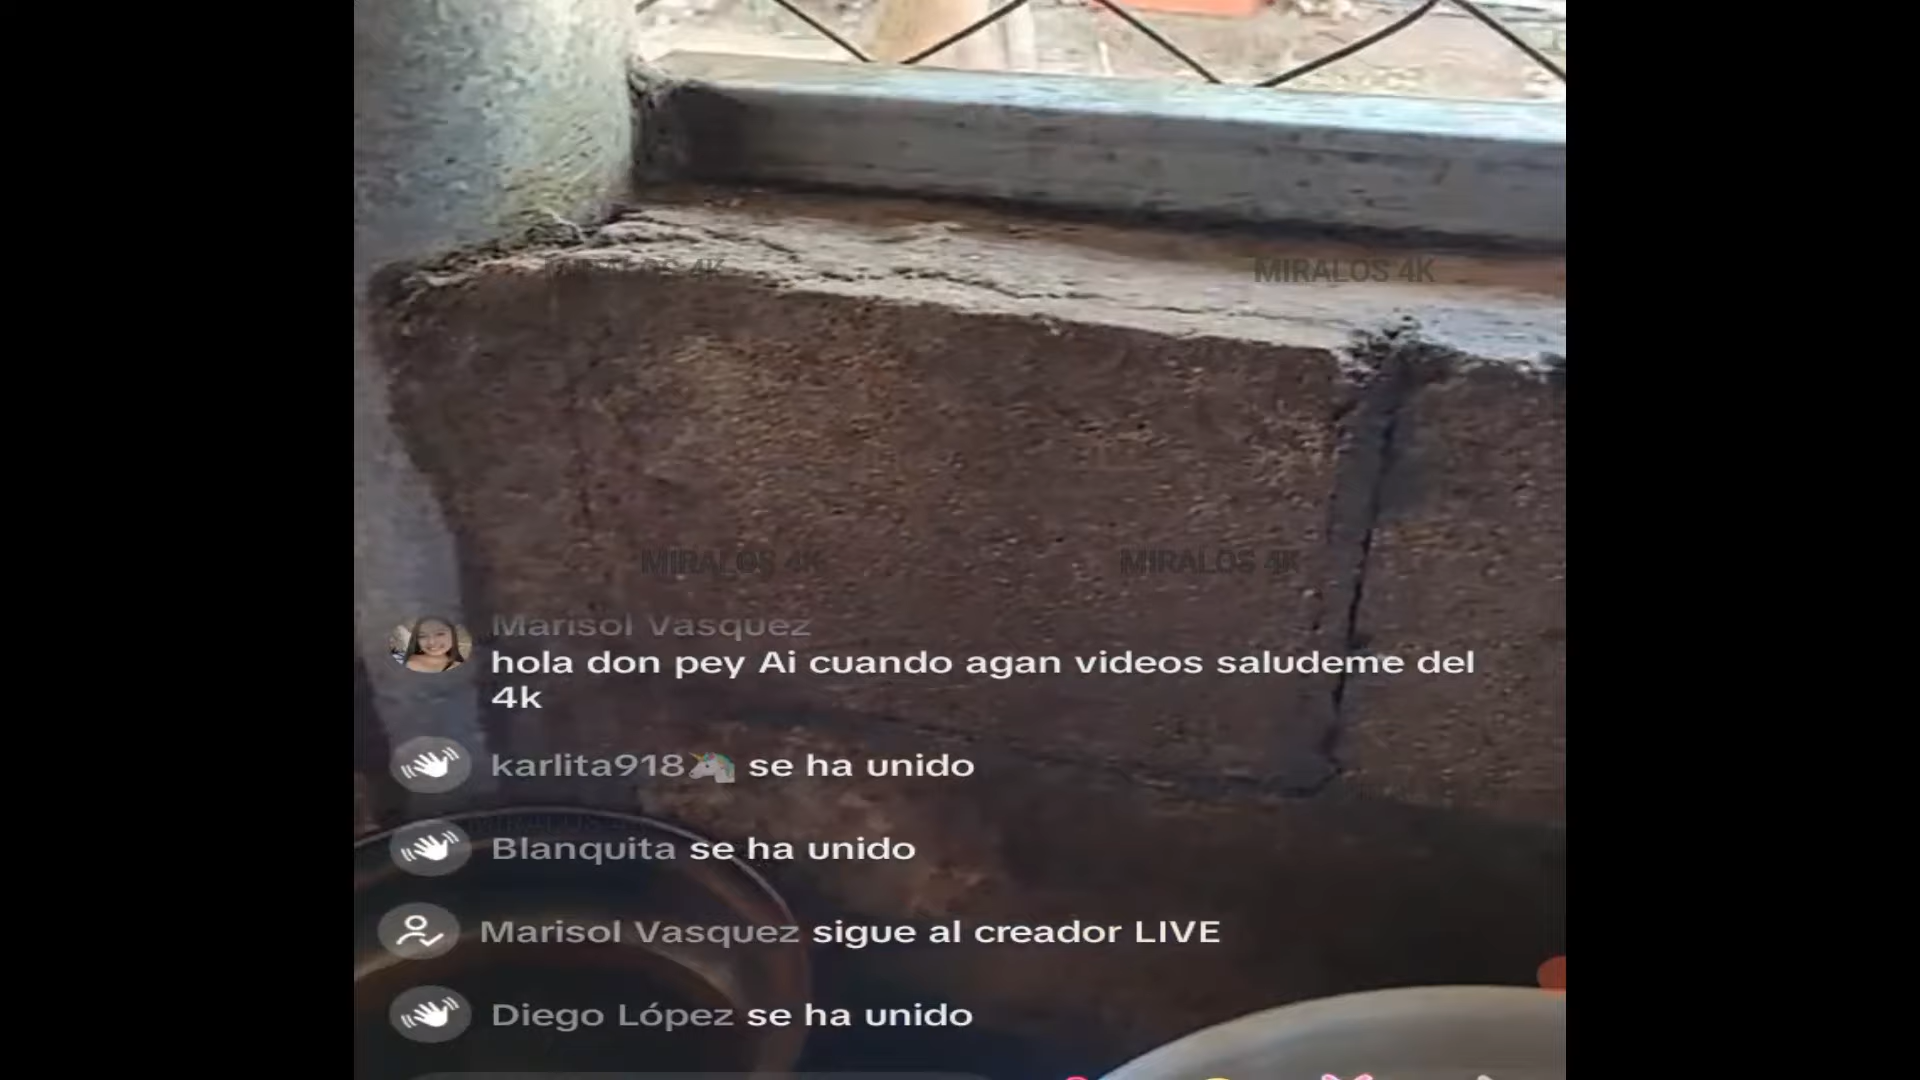 MIRALOS 4K
MIRALOS 4K
MIRALOS 4K
MIRALOS 4K
Marisol Vasquez
hola don pey Ai cuando agan videos saludeme del
4k
karlita918🦄 se ha unido
MIRALOS 4K
Blanquita se ha unido
Marisol Vasquez sigue al creador LIVE
Diego López se ha unido